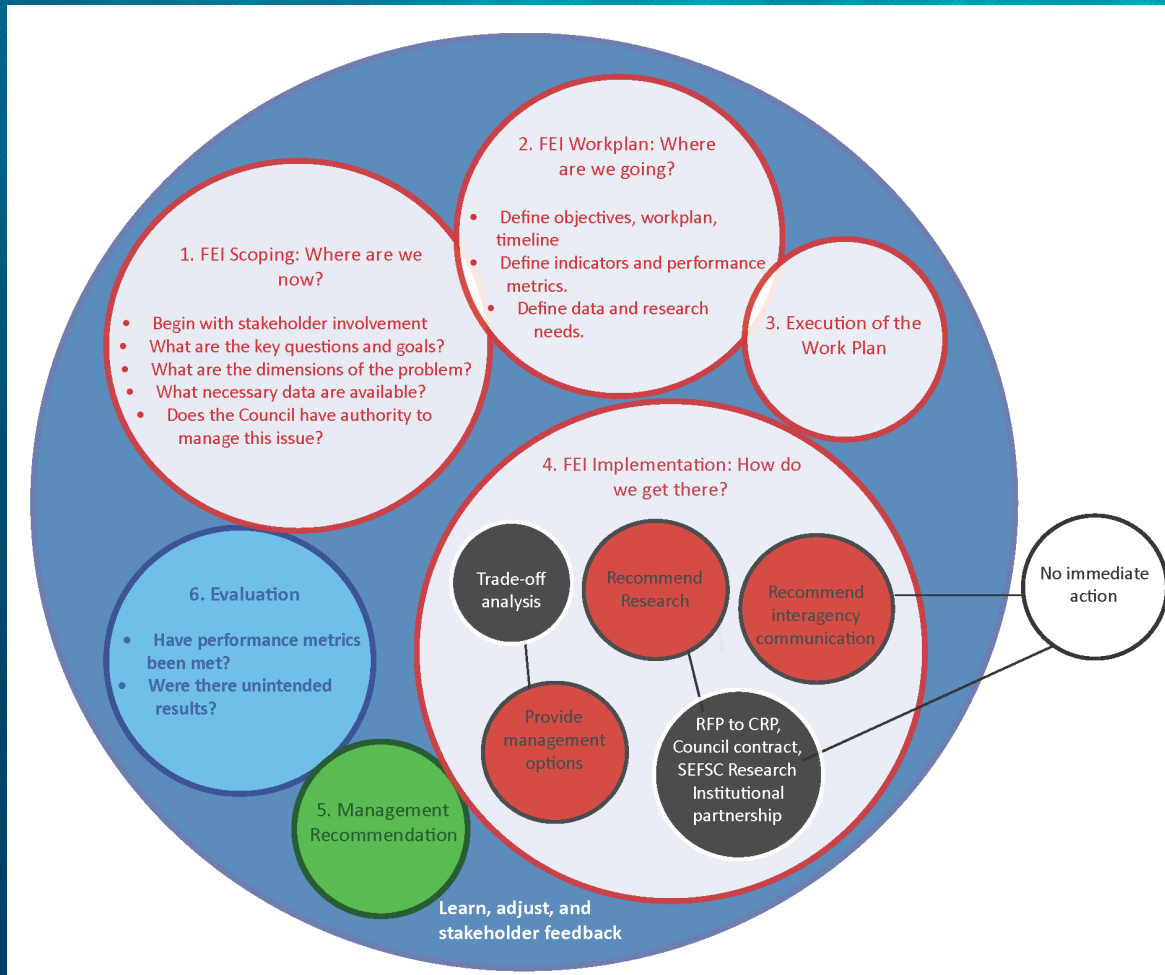 1. FEI Scoping: Where are we
now?
• Begin with stakeholder involvement
• What are the key questions and goals?
• What are the dimensions of the problem?
• What necessary data are available?
• Does the Council have authority to
manage this issue?
2. FEI Workplan: Where
are we going?
• Define objectives, workplan,
timeline
• Define indicators and performance
metrics.
• Define data and research
needs.
3. Execution of the
Work Plan
4. FEI Implementation: How do
we get there?
Trade-off
analysis
Recommend
Research
Recommend
interagency
communication
Provide
management
options
RFP to CRP,
Council contract,
SEFSC Research
Institutional
partnership
No immediate
action
5. Management
Recommendation
6. Evaluation
• Have performance metrics
been met?
• Were there unintended
results?
Learn, adjust, and
stakeholder feedback